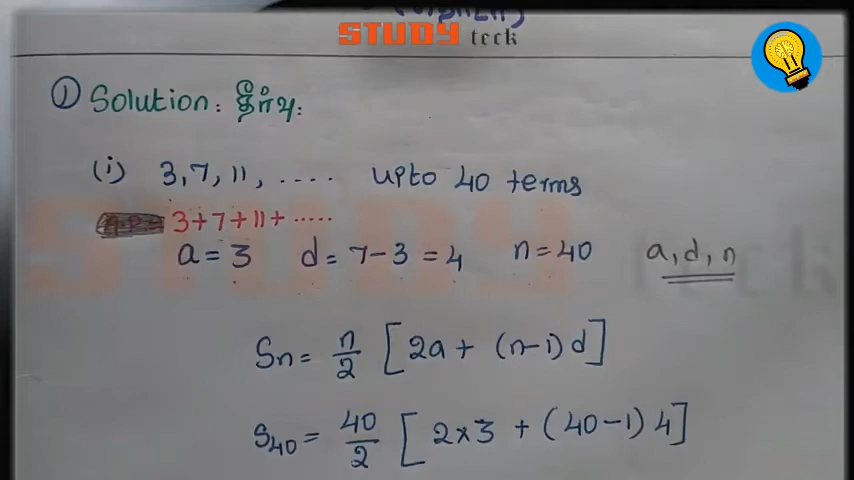 STUDY teck
① Solution: தீர்வு:
(i) 3, 7, 11, .... upto 40 terms
3+7+11+.....
a = 3 d = 7-3 = 4 n = 40 a, d, n
Sn = n/2 [2a + (n-1) d]
S40 = 40/2 [2×3 + (40-1) 4]